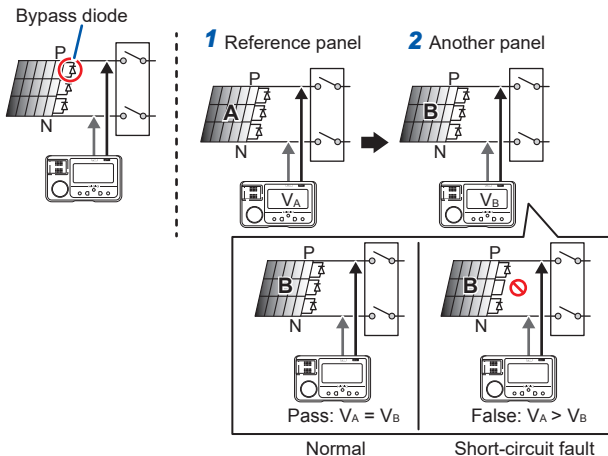 Bypass diode
P
N
1 Reference panel
P
A
N
VA
2 Another panel
P
B
N
VB
P
B
N
Pass: VA = VB
Normal
P
B
N
False: VA > VB
Short-circuit fault